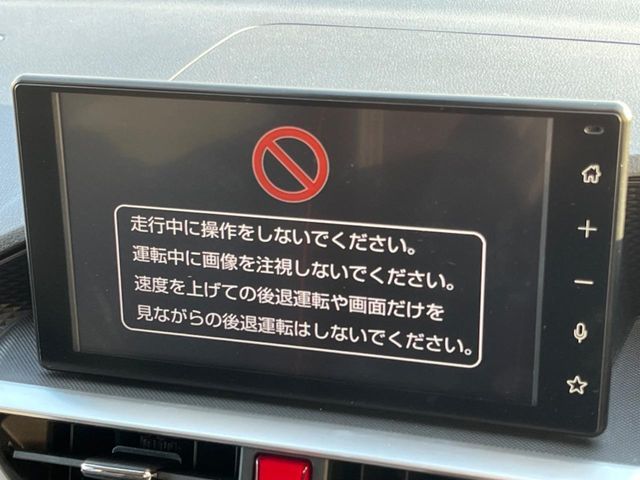 走行中に操作をしないでください。
運転中に画像を注視しないでください。
速度を上げての後退運転や画面だけを
見ながらの後退運転はしないでください。